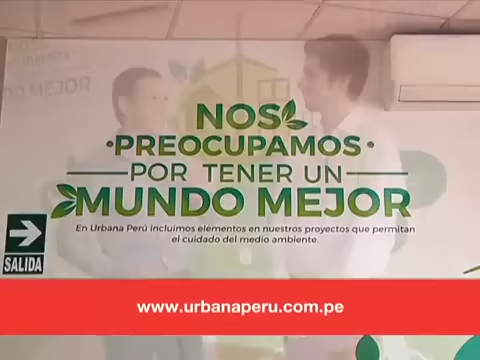 NOS
PREOCUPAMOS
POR TENER UN
MUNDO MEJOR
En Urbana Perú incluimos elementos en nuestros proyectos que permitan
el cuidado del medio ambiente.
SALIDA
www.urbanaperu.com.pe